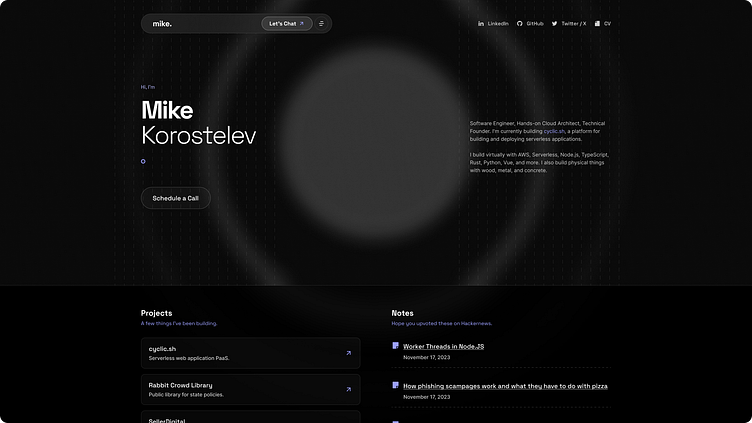 mike.
Let's Chat
LinkedIn
GitHub
Twitter / X
CV
Hi, I'm
Mike
Korostelev
Schedule a Call
Software Engineer, Hands-on Cloud Architect, Technical
Founder. I'm currently building cyclic.sh, a platform for
building and deploying serverless applications.
I build virtually with AWS, Serverless, Node.js, TypeScript,
Rust, Python, Vue, and more. I also build physical things
with wood, metal, and concrete.
Projects
A few things I've been building.
cyclic.sh
Serverless web application PaaS.
Rabbit Crowd Library
Public library for state policies.
SellerDigital
Notes
Hope you upvoted these on Hackernews.
Worker Threads in Node.JS
November 17, 2023
How phishing scampages work and what they have to do with pizza
November 17, 2023